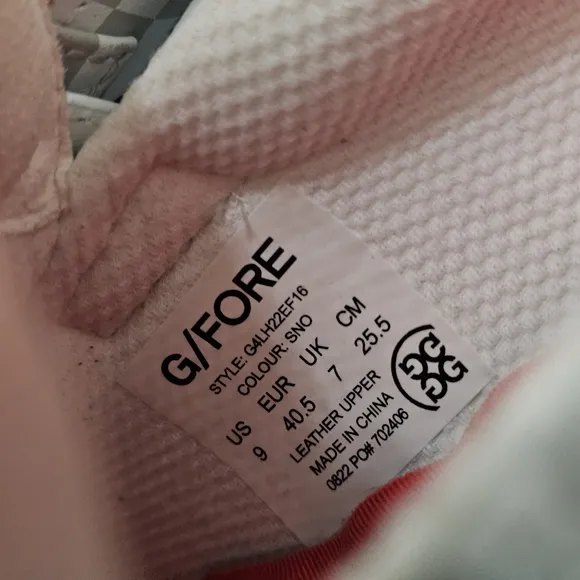 G/FORE
STYLE: G4LH22EF16
COLOUR: SNO
US EUR UK CM
9 40.5 7 25.5
LEATHER UPPER
MADE IN CHINA
0822 PO# 702406
GGGG